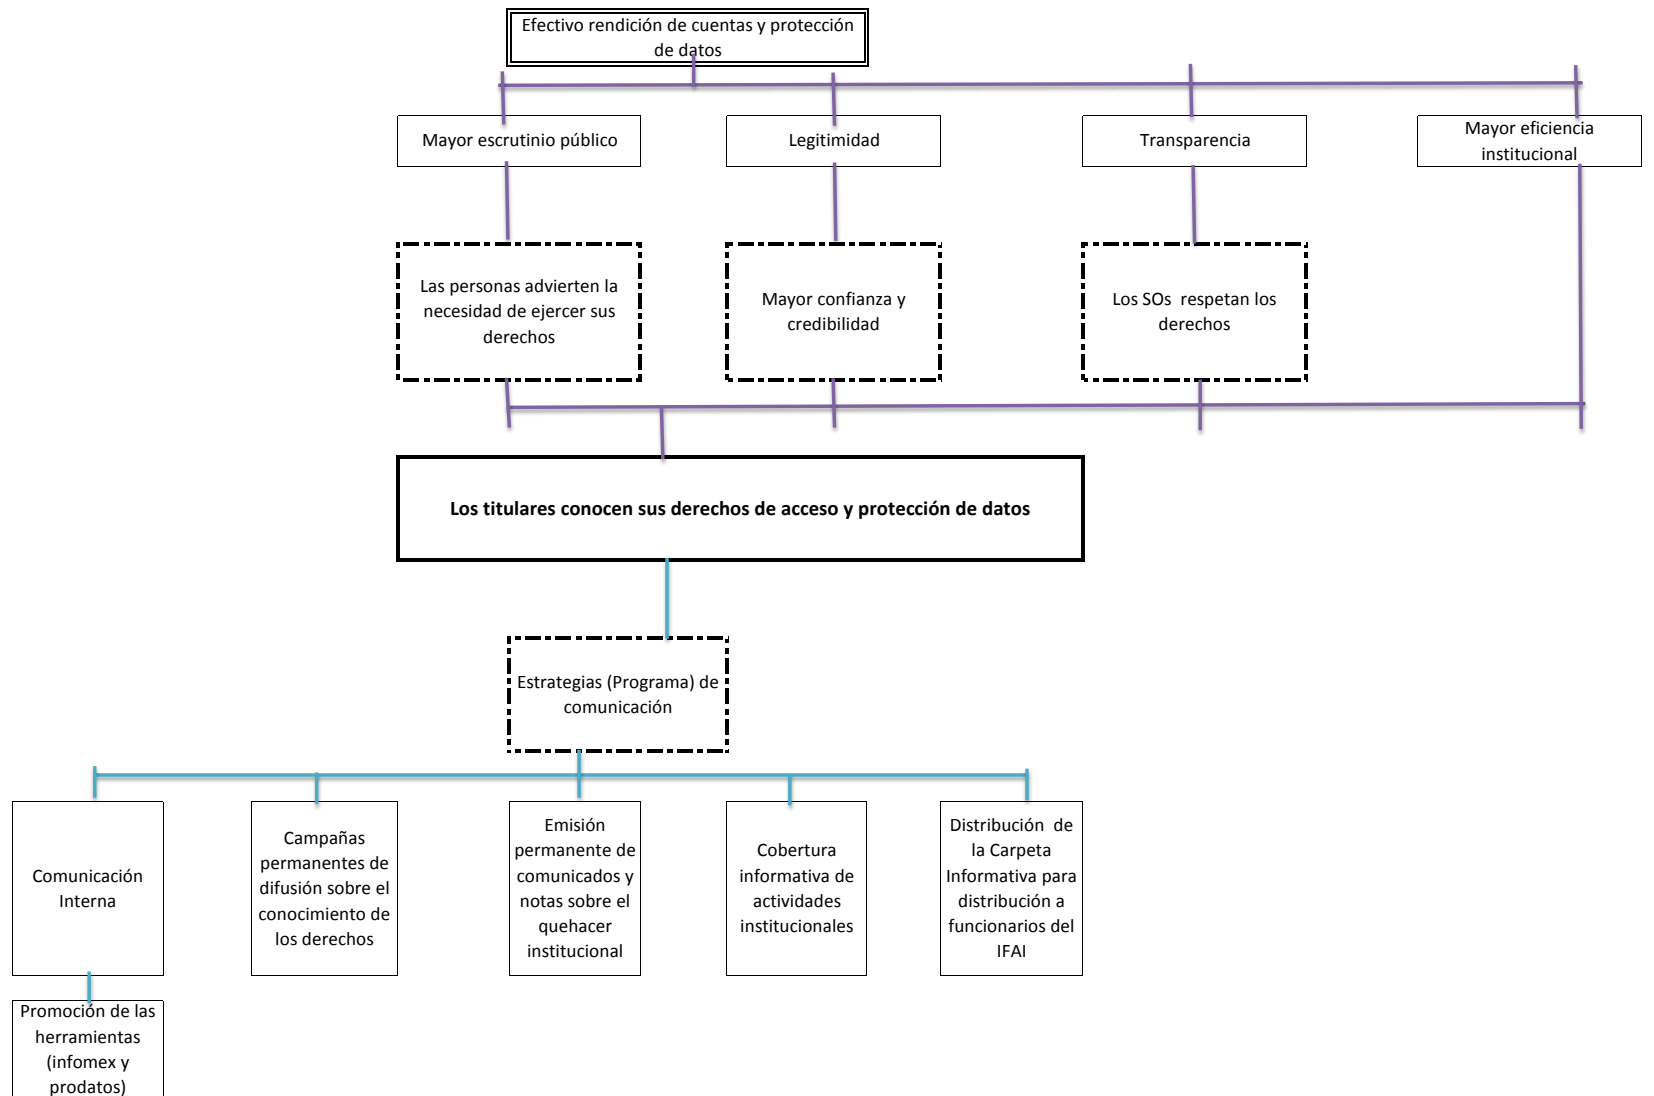 Efectivo rendición de cuentas y protección
de datos
Mayor escrutinio público
Legitimidad
Transparencia
Mayor eficiencia
institucional
Las personas advierten la
necesidad de ejercer sus
derechos
Mayor confianza y
credibilidad
Los SOs  respetan los
derechos
Los titulares conocen sus derechos de acceso y protección de datos
Estrategias (Programa) de
comunicación
Comunicación
Interna
Campañas
permanentes de
difusión sobre el
conocimiento de
los derechos
Emisión
permanente de
comunicados y
notas sobre el
quehacer
institucional
Cobertura
informativa de
actividades
institucionales
Distribución  de
la Carpeta
Informativa para
distribución a
funcionarios del
IFAI
Promoción de las
herramientas
(infomex y
prodatos)